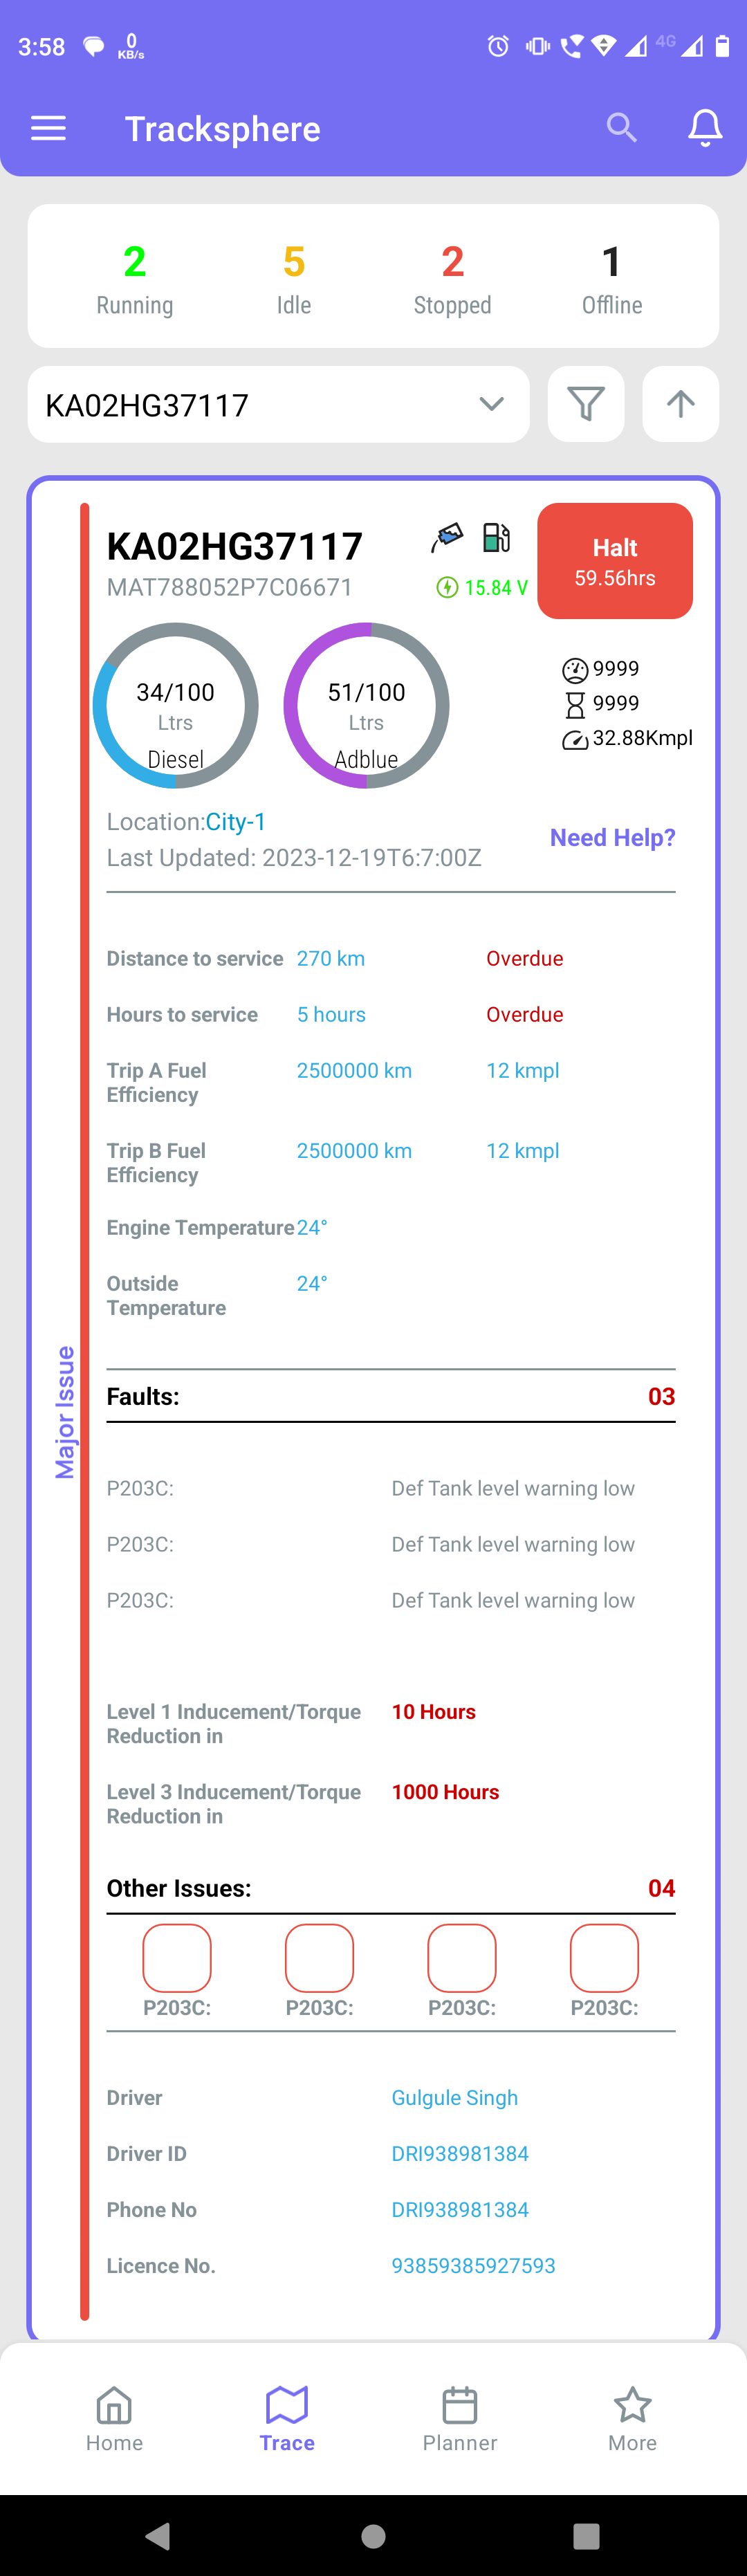 3:58 0 KB/s 4G
Tracksphere
2 5 2 1
Running Idle Stopped Offline
KA02HG37117
KA02HG37117
MAT788052P7C06671
15.84 V
Halt
59.56hrs
34/100
Ltrs
Diesel
51/100
Ltrs
Adblue
9999
9999
32.88Kmpl
Location:City-1
Last Updated: 2023-12-19T6:7:00Z
Need Help?
Distance to service 270 km Overdue
Hours to service 5 hours Overdue
Trip A Fuel 2500000 km 12 kmpl
Efficiency
Trip B Fuel 2500000 km 12 kmpl
Efficiency
Engine Temperature 24°
Outside 24°
Temperature
Major Issue
Faults: 03
P203C: Def Tank level warning low
P203C: Def Tank level warning low
P203C: Def Tank level warning low
Level 1 Inducement/Torque 10 Hours
Reduction in
Level 3 Inducement/Torque 1000 Hours
Reduction in
Other Issues: 04
P203C: P203C: P203C: P203C:
Driver Gulgule Singh
Driver ID DRI938981384
Phone No DRI938981384
Licence No. 93859385927593
Home Trace Planner More